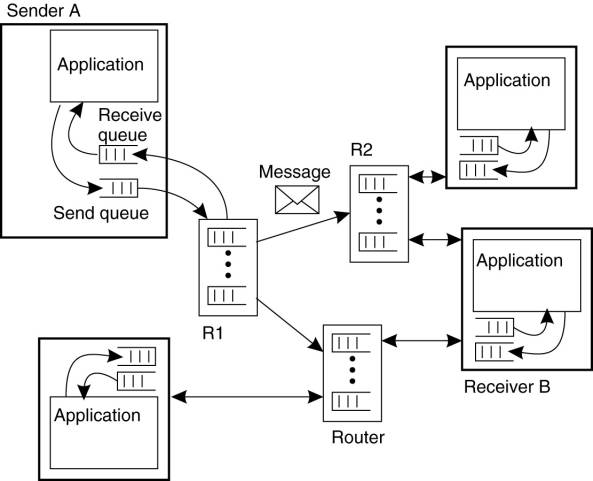 Sender A
Application
Receive
queue
Send queue
R1
Message
R2
Application
Application
Receiver B
Router
Application